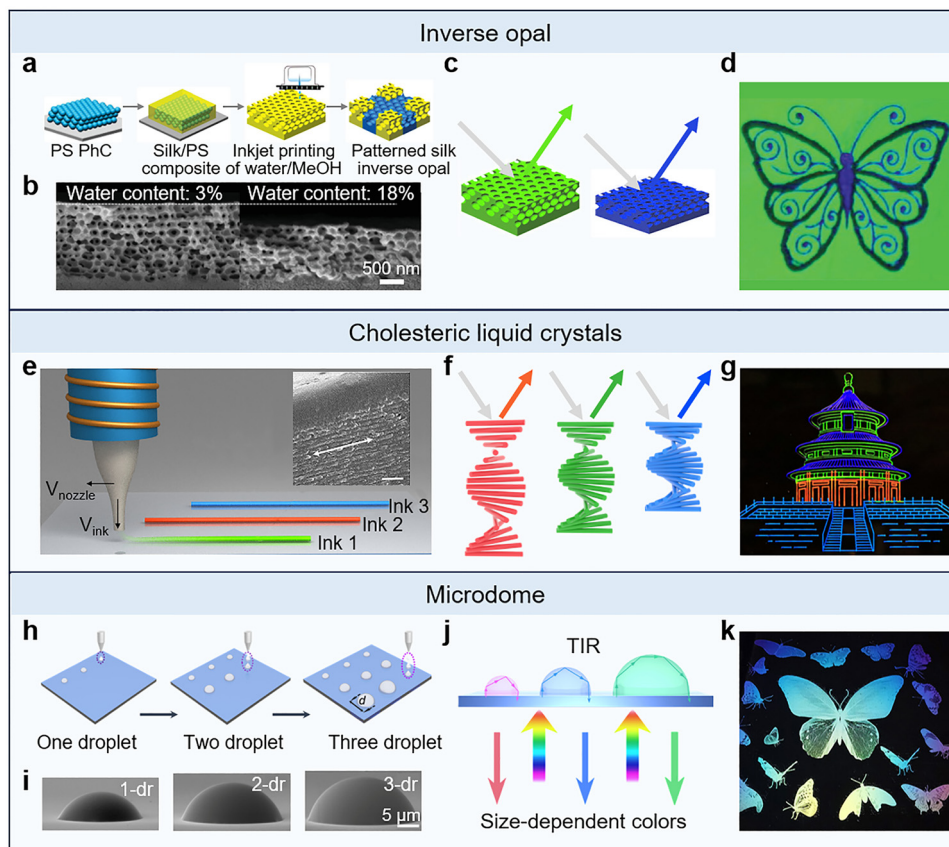 Inverse opal
a
PS PhC
Silk/PS
composite
Inkjet printing
of water/MeOH
Patterned silk
inverse opal
b
Water content: 3%
Water content: 18%
500 nm
c
d
Cholesteric liquid crystals
e
Vnozzle
Vink
Ink 3
Ink 2
Ink 1
f
g
Microdome
h
d
One droplet
Two droplet
Three droplet
i
1-dr
2-dr
3-dr
5 μm
j
TIR
Size-dependent colors
k